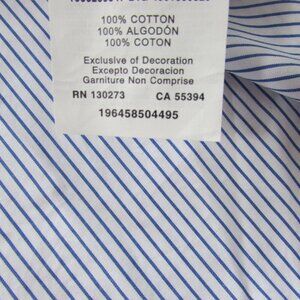 100% COTTON
100% ALGODÓN
100% COTON
Exclusive of Decoration
Excepto Decoracion
Garniture Non Comprise
RN 130273 CA 55394
196458504495